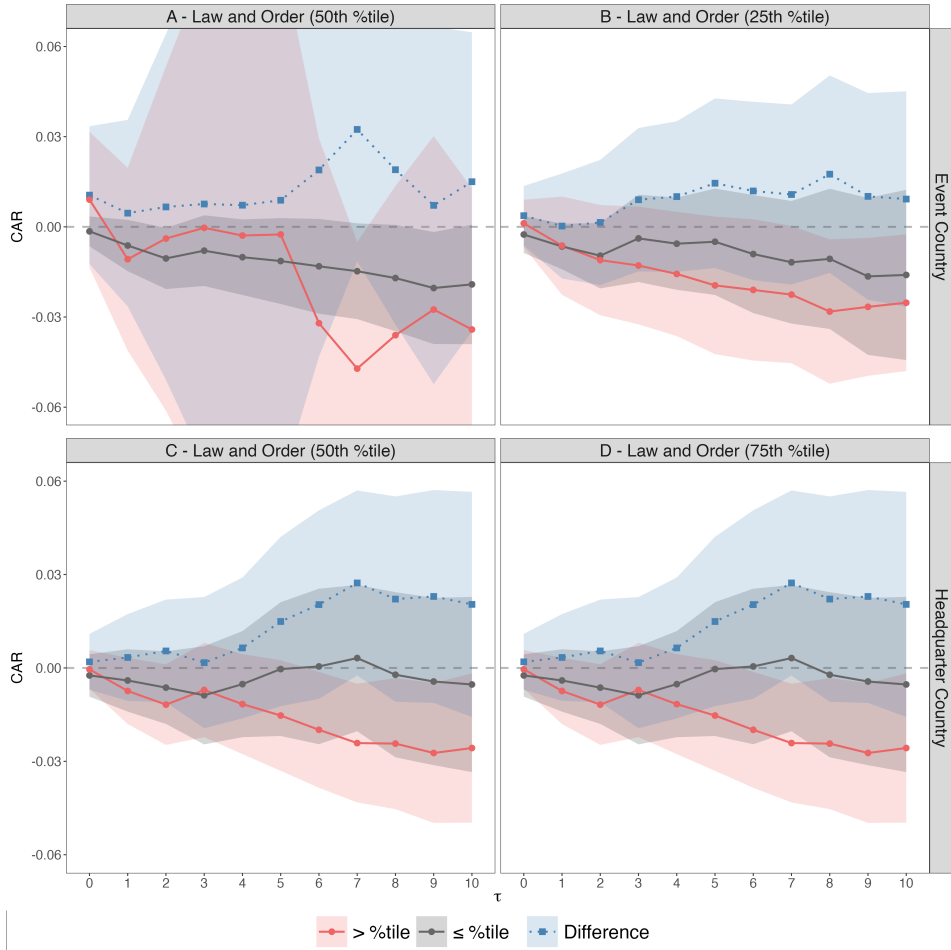 A - Law and Order (50th %tile)
B - Law and Order (25th %tile)
0.06
0.03
0.00
-0.03
-0.06
CAR
Event Country
C - Law and Order (50th %tile)
D - Law and Order (75th %tile)
0.06
0.03
0.00
-0.03
-0.06
CAR
Headquarter Country
0 1 2 3 4 5 6 7 8 9 10
0 1 2 3 4 5 6 7 8 9 10
τ
> %tile ≤ %tile Difference